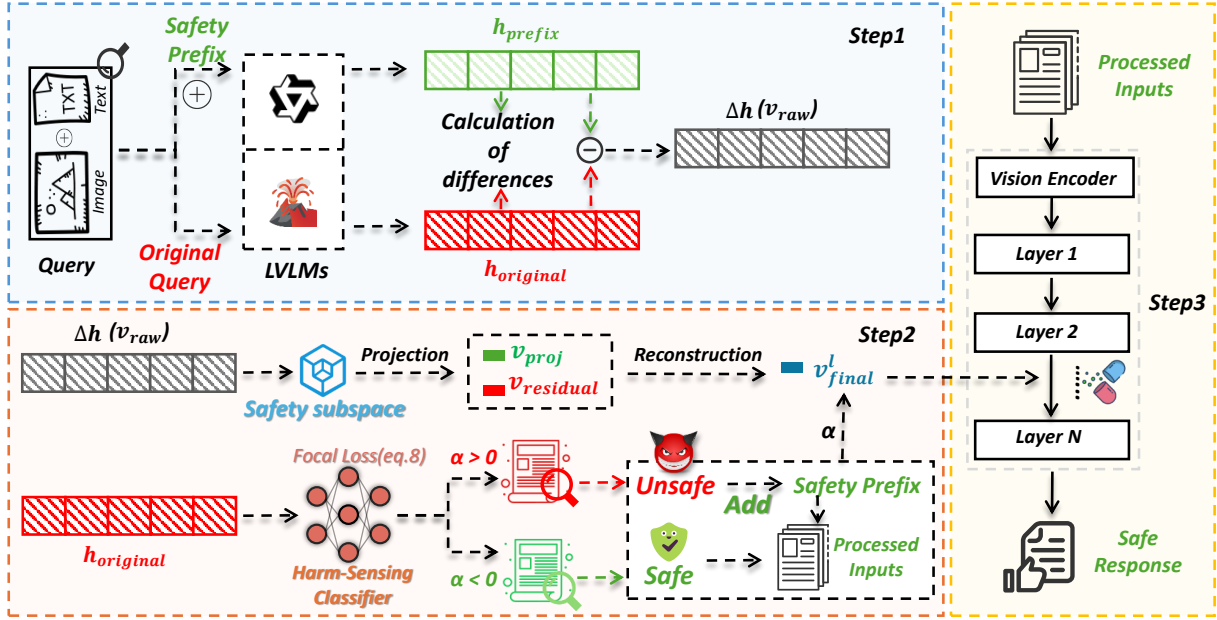 Step1
Safety
Prefix
TXT
Text
Image
Query
Original
Query
LVLMs
h_prefix
Calculation
of
differences
h_original
Δh (v_raw)
Step2
Δh (v_raw)
Safety subspace
Projection
v_proj
v_residual
Reconstruction
v^l_final
α
h_original
Focal Loss(eq.8)
Harm-Sensing
Classifier
α > 0
α < 0
Unsafe
Add
Safety Prefix
Safe
Processed
Inputs
Step3
Processed
Inputs
Vision Encoder
Layer 1
Layer 2
Layer N
Safe
Response